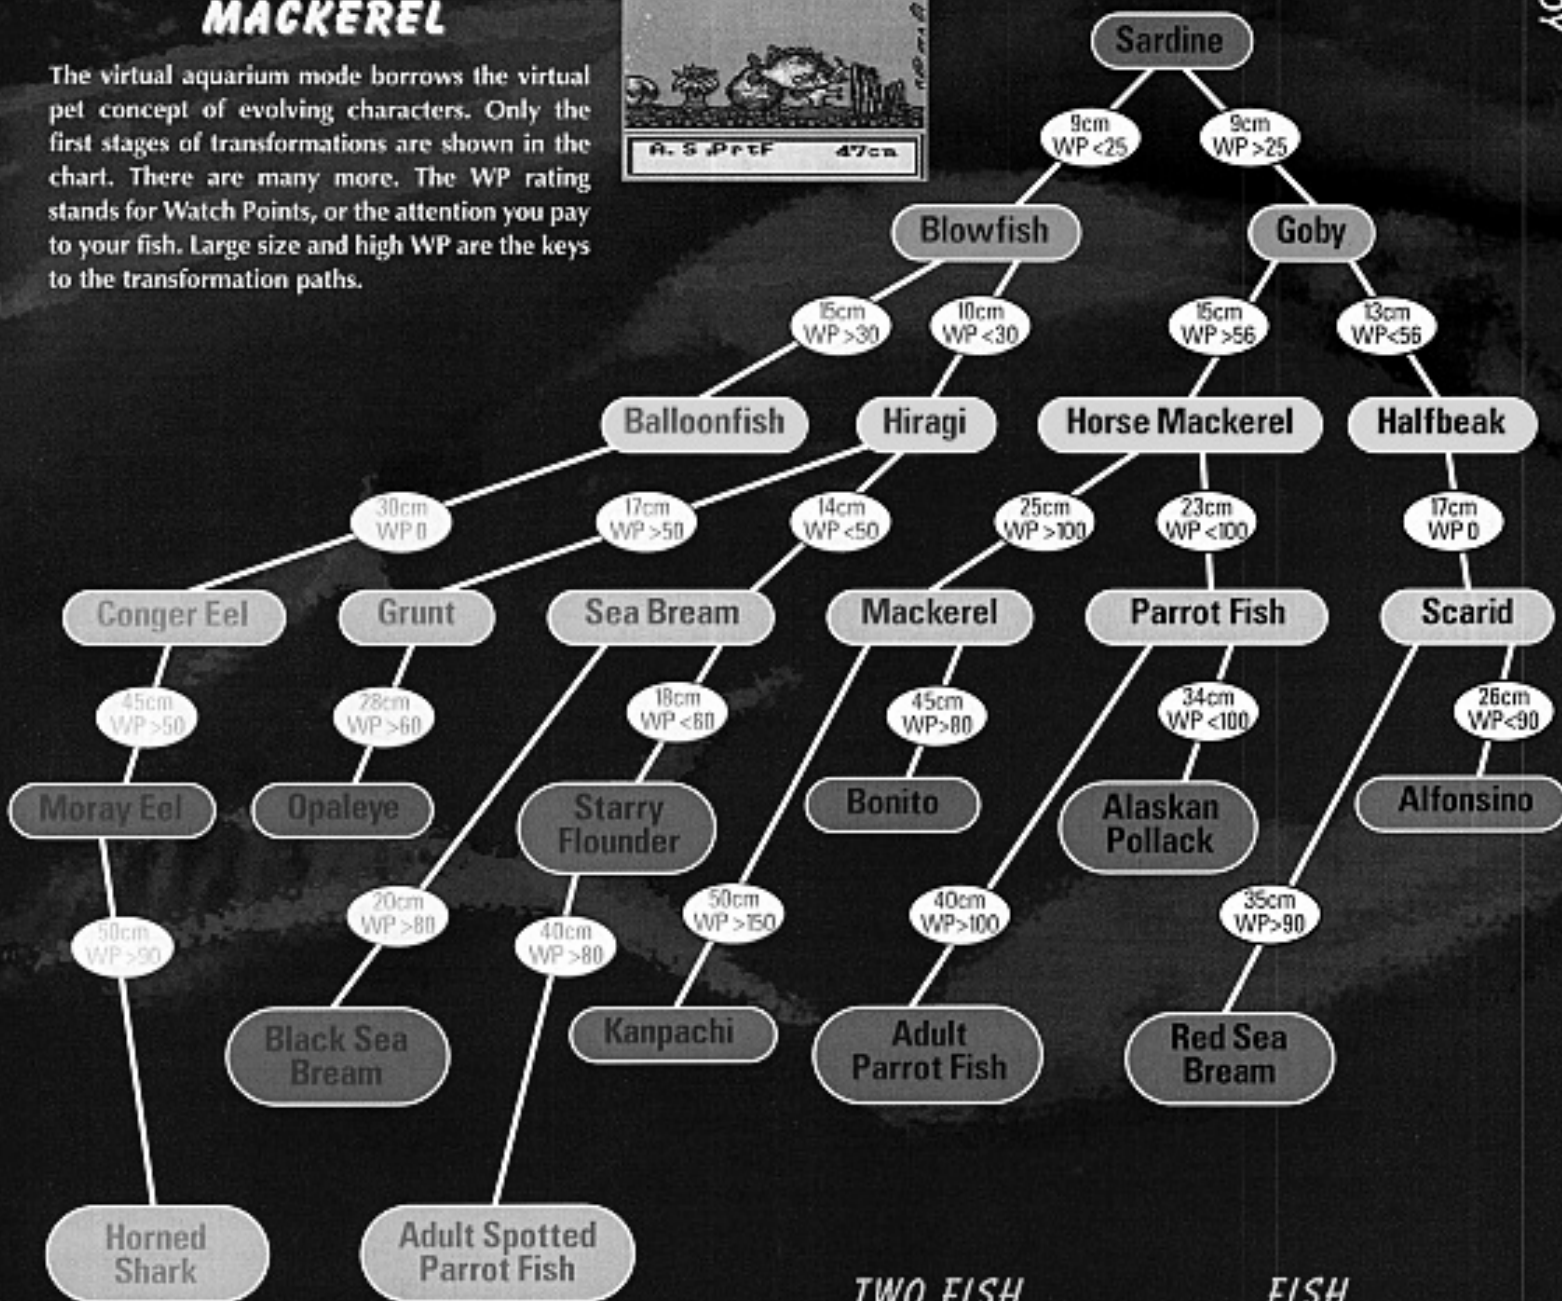 MACKEREL
The virtual aquarium mode borrows the virtual
pet concept of evolving characters. Only the
first stages of transformations are shown in the
chart. There are many more. The WP rating
stands for Watch Points, or the attention you pay
to your fish. Large size and high WP are the keys
to the transformation paths.
A.S.PrtF 47cm
Sardine
9cm
WP <25
9cm
WP >25
Blowfish
Goby
15cm
WP >30
10cm
WP <30
15cm
WP >56
13cm
WP<56
Balloonfish
Hiragi
Horse Mackerel
Halfbeak
30cm
WP 0
17cm
WP >50
14cm
WP <50
25cm
WP >100
23cm
WP <100
17cm
WP 0
Conger Eel
Grunt
Sea Bream
Mackerel
Parrot Fish
Scarid
45cm
WP >50
28cm
WP >60
18cm
WP <60
45cm
WP>80
34cm
WP <100
26cm
WP<90
Moray Eel
Opaleye
Starry
Flounder
Bonito
Alaskan
Pollack
Alfonsino
50cm
WP >90
20cm
WP >80
40cm
WP >80
50cm
WP >150
40cm
WP>100
35cm
WP>90
Black Sea
Bream
Kanpachi
Adult
Parrot Fish
Red Sea
Bream
Horned
Shark
Adult Spotted
Parrot Fish
TWO FISH
FISH